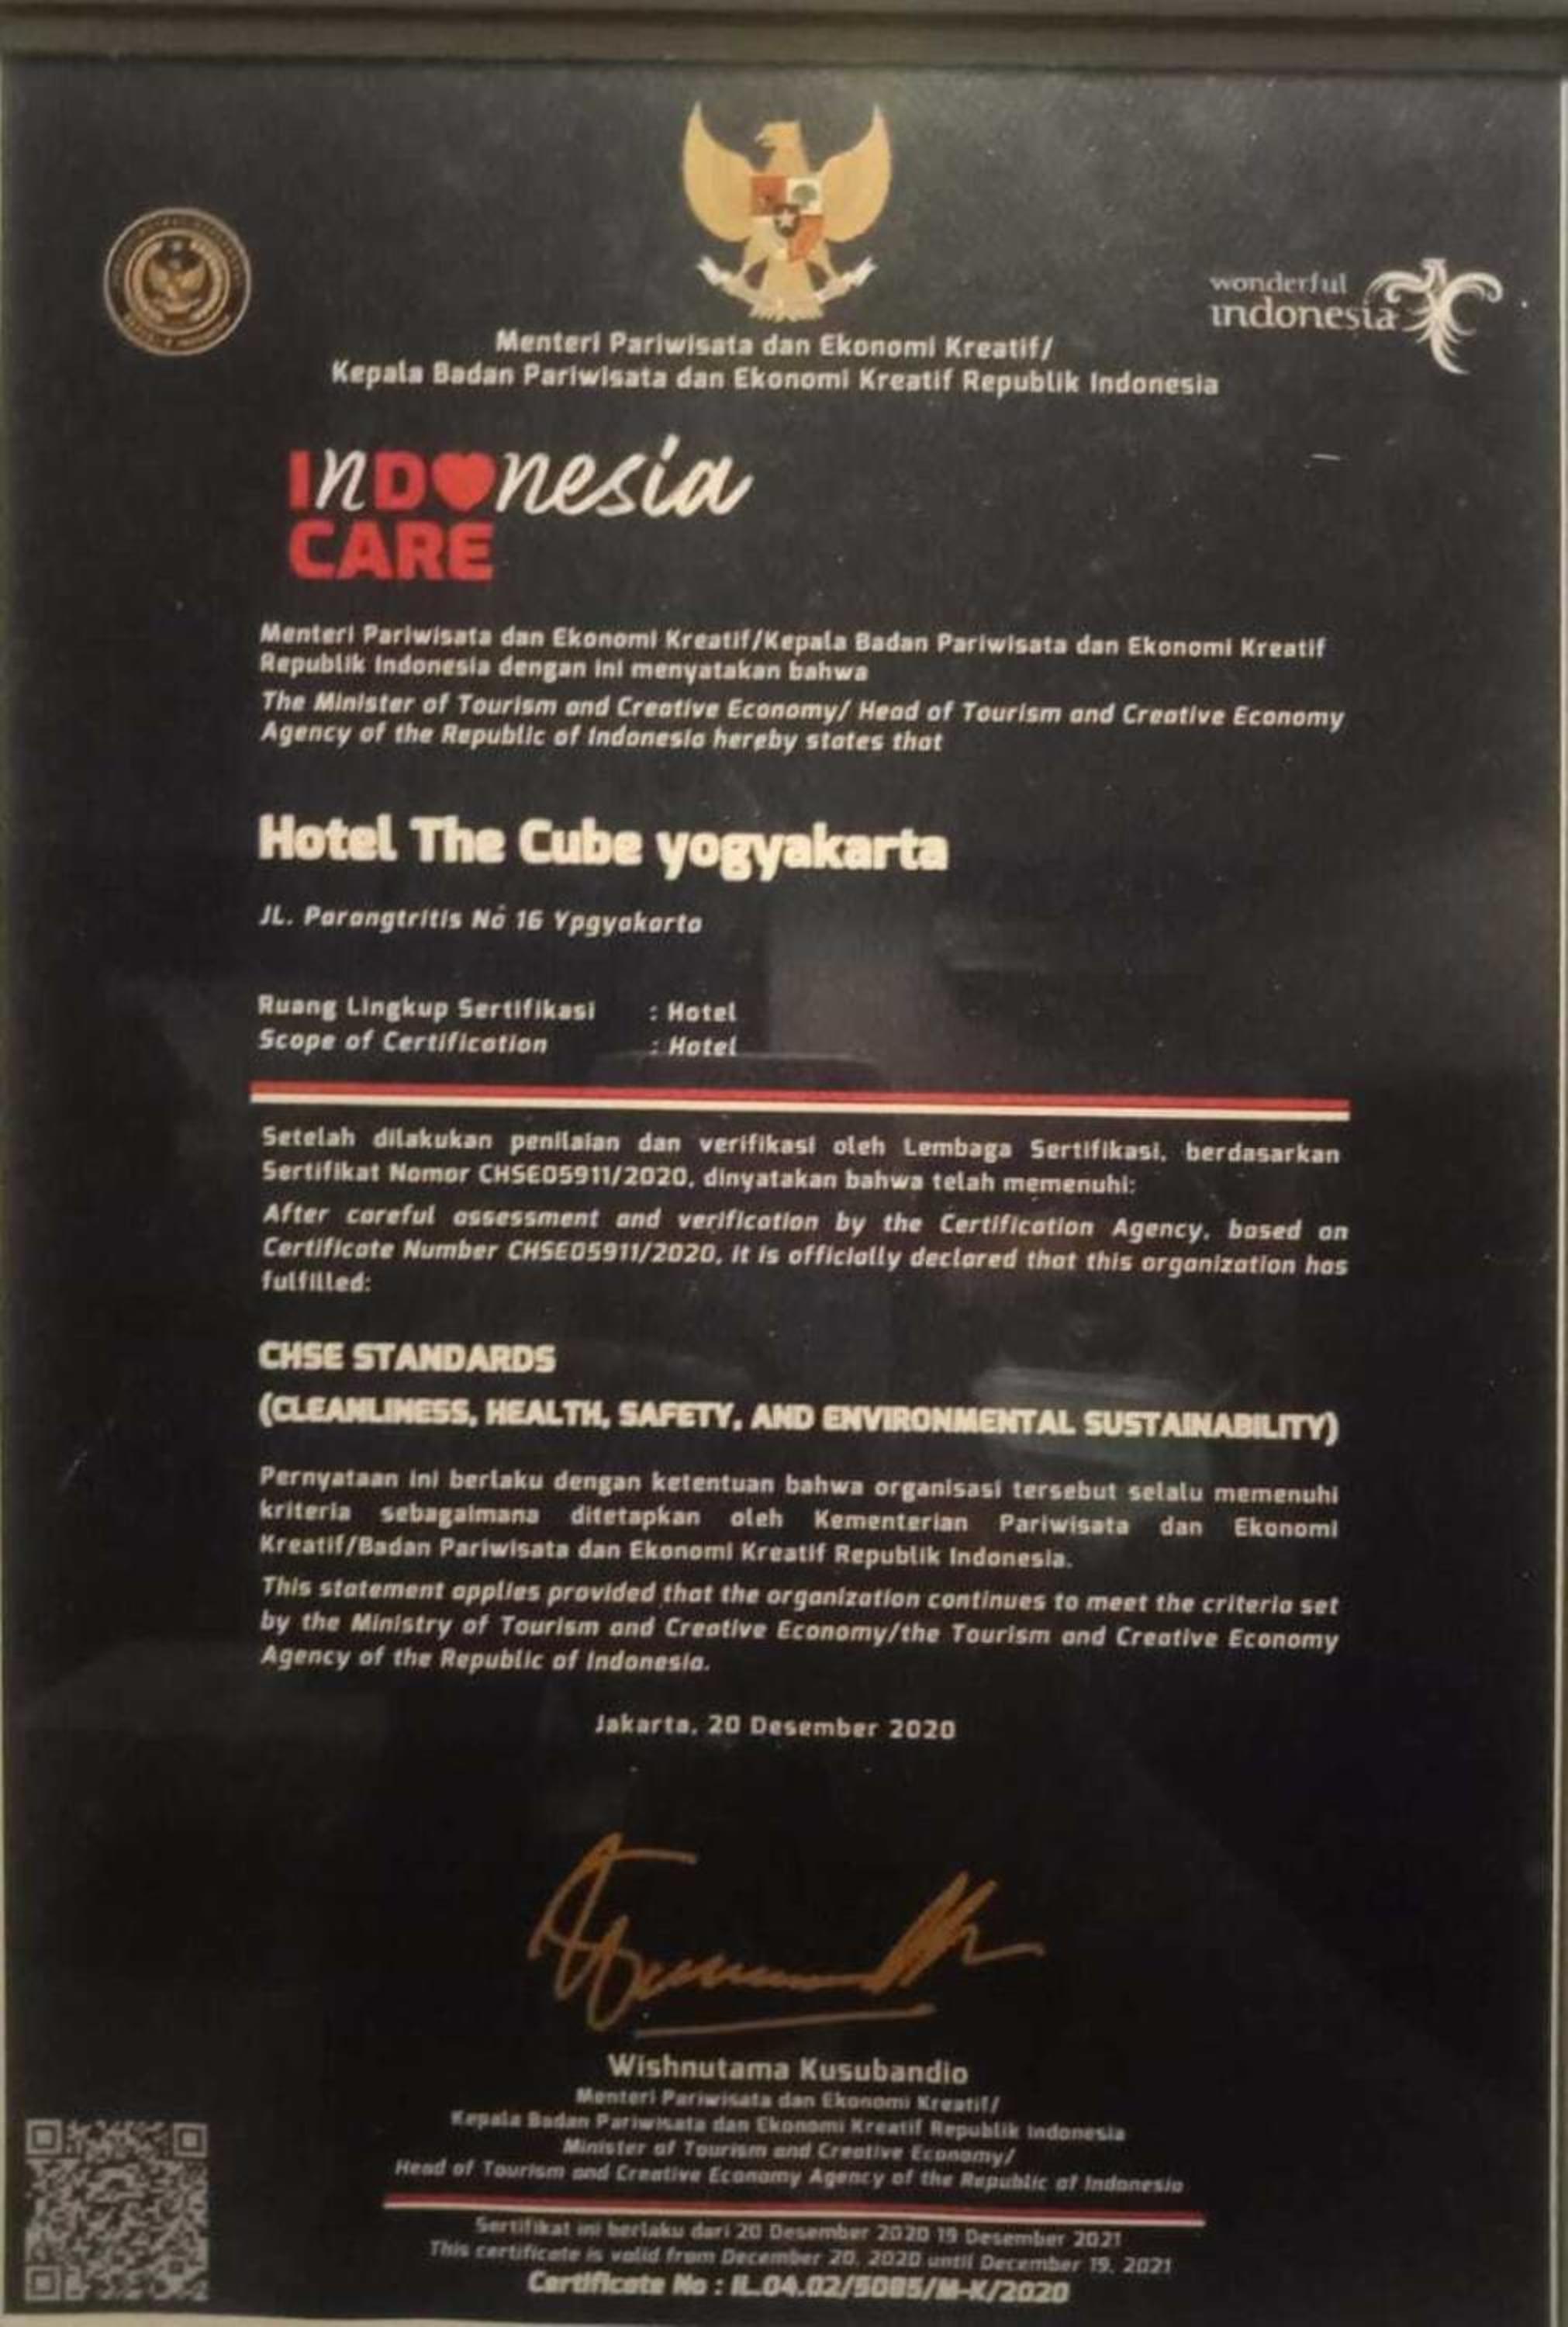 wonderful
indonesia
Menteri Pariwisata dan Ekonomi Kreatif/
Kepala Badan Pariwisata dan Ekonomi Kreatif Republik Indonesia
INDonesia
CARE
Menteri Pariwisata dan Ekonomi Kreatif/Kepala Badan Pariwisata dan Ekonomi Kreatif
Republik Indonesia dengan ini menyatakan bahwa
The Minister of Tourism and Creative Economy/ Head of Tourism and Creative Economy
Agency of the Republic of Indonesia hereby states that
Hotel The Cube yogyakarta
JL. Parangtritis No 16 Ypgyakarta
Ruang Lingkup Sertifikasi : Hotel
Scope of Certification : Hotel
Setelah dilakukan penilaian dan verifikasi oleh Lembaga Sertifikasi, berdasarkan
Sertifikat Nomor CHSE05911/2020, dinyatakan bahwa telah memenuhi:
After careful assessment and verification by the Certification Agency, based on
Certificate Number CHSE05911/2020, it is officially declared that this organization has
fulfilled:
CHSE STANDARDS
(CLEANLINESS, HEALTH, SAFETY, AND ENVIRONMENTAL SUSTAINABILITY)
Pernyataan ini berlaku dengan ketentuan bahwa organisasi tersebut selalu memenuhi
kriteria sebagaimana ditetapkan oleh Kementerian Pariwisata dan Ekonomi
Kreatif/Badan Pariwisata dan Ekonomi Kreatif Republik Indonesia.
This statement applies provided that the organization continues to meet the criteria set
by the Ministry of Tourism and Creative Economy/the Tourism and Creative Economy
Agency of the Republic of Indonesia.
Jakarta, 20 Desember 2020
Wishnutama Kusubandio
Menteri Pariwisata dan Ekonomi Kreatif/
Kepala Badan Pariwisata dan Ekonomi Kreatif Republik Indonesia
Minister of Tourism and Creative Economy/
Head of Tourism and Creative Economy Agency of the Republic of Indonesia
Sertifikat ini berlaku dari 20 Desember 2020 19 Desember 2021
This certificate is valid from December 20, 2020 until December 19, 2021
Certificate No : IL.04.02/5085/M-K/2020